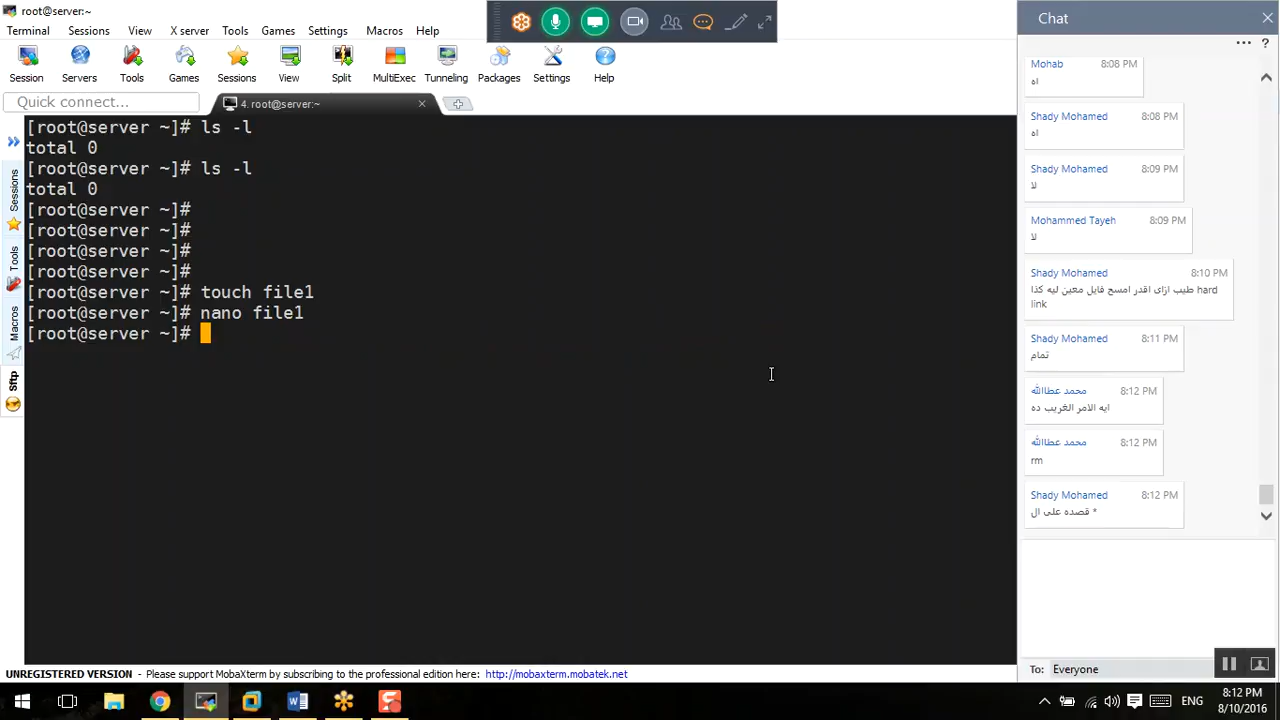 root@server:~
Terminal Sessions View X server Tools Games Settings Macros Help
Session Servers Tools Games Sessions View Split MultiExec Tunneling Packages Settings Help
Quick connect...
4. root@server:~
[root@server ~]# ls -l
total 0
[root@server ~]# ls -l
total 0
[root@server ~]#
[root@server ~]#
[root@server ~]#
[root@server ~]#
[root@server ~]# touch file1
[root@server ~]# nano file1
[root@server ~]#
Sessions
Tools
Macros
Sftp
Chat
Mohab 8:08 PM
اه
Shady Mohamed 8:08 PM
اه
Shady Mohamed 8:09 PM
لا
Mohammed Tayeh 8:09 PM
لا
Shady Mohamed 8:10 PM
طيب ازاى اقدر امسح فايل معين ليه كذا hard
link
Shady Mohamed 8:11 PM
تمام
محمد عطاالله 8:12 PM
ايه الامر الغريب ده
محمد عطاالله 8:12 PM
rm
Shady Mohamed 8:12 PM
قصده على ال *
To: Everyone
UNREGISTERED VERSION - Please support MobaXterm by subscribing to the professional edition here: http://mobaxterm.mobatek.net
ENG
8:12 PM
8/10/2016